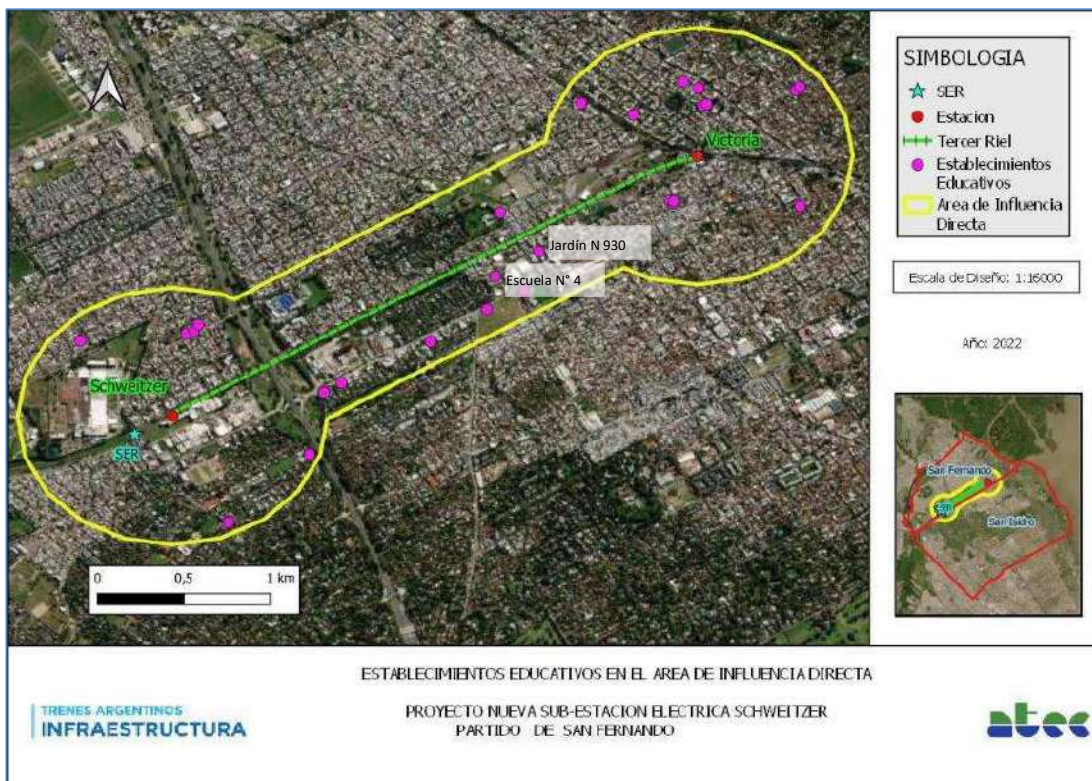 Victoria
Jardín N 930
Escuela N° 4
Schweitzer
SER
0 0,5 1 km
SIMBOLOGIA
SER
Estacion
Tercer Riel
Establecimientos
Educativos
Area de Influencia
Directa
Escala de Diseño: 1:16000
Año: 2022
San Fernando
San Isidro
ESTABLECIMIENTOS EDUCATIVOS EN EL AREA DE INFLUENCIA DIRECTA
TRENES ARGENTINOS
INFRAESTRUCTURA
PROYECTO NUEVA SUB-ESTACION ELECTRICA SCHWEITZER
PARTIDO DE SAN FERNANDO
atec